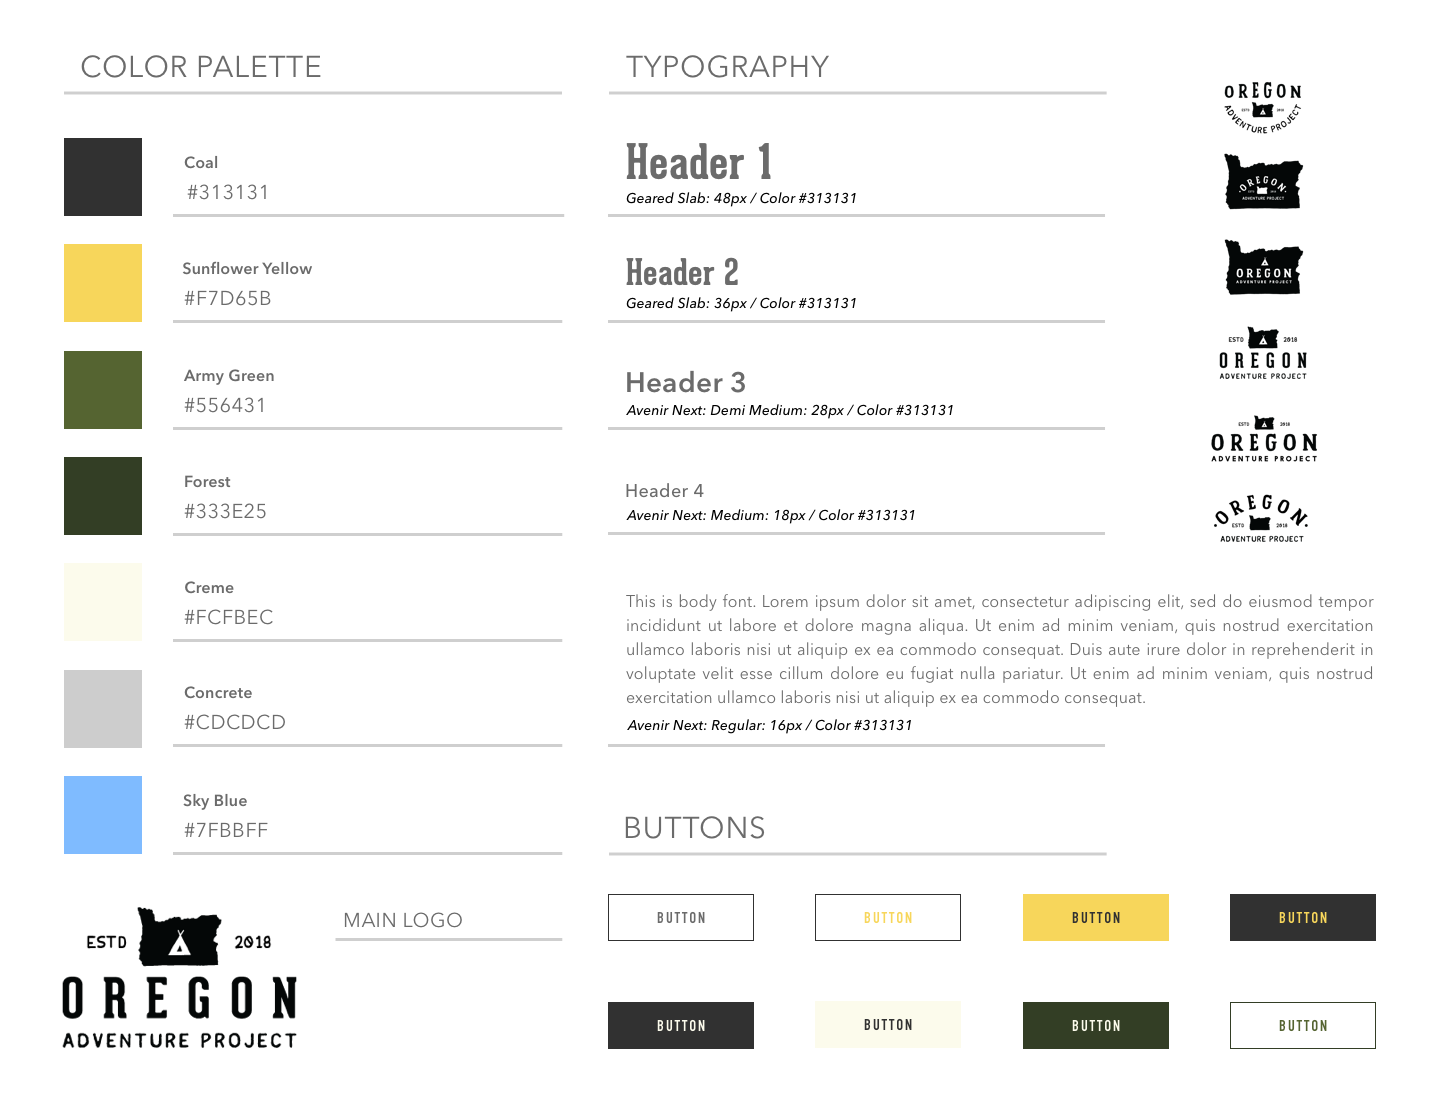 COLOR PALETTE
Coal
#313131
Sunflower Yellow
#F7D65B
Army Green
#556431
Forest
#333E25
Creme
#FCFBEC
Concrete
#CDCDCD
Sky Blue
#7FBBFF
ESTD 2018
OREGON
ADVENTURE PROJECT
MAIN LOGO
TYPOGRAPHY
Header 1
Geared Slab: 48px / Color #313131
Header 2
Geared Slab: 36px / Color #313131
Header 3
Avenir Next: Demi Medium: 28px / Color #313131
Header 4
Avenir Next: Medium: 18px / Color #313131
This is body font. Lorem ipsum dolor sit amet, consectetur adipiscing elit, sed do eiusmod tempor
incididunt ut labore et dolore magna aliqua. Ut enim ad minim veniam, quis nostrud exercitation
ullamco laboris nisi ut aliquip ex ea commodo consequat. Duis aute irure dolor in reprehenderit in
voluptate velit esse cillum dolore eu fugiat nulla pariatur. Ut enim ad minim veniam, quis nostrud
exercitation ullamco laboris nisi ut aliquip ex ea commodo consequat.
Avenir Next: Regular: 16px / Color #313131
OREGON
ESTD 2018
ADVENTURE PROJECT
·OREGON·
ESTD 2018
ADVENTURE PROJECT
OREGON
ADVENTURE PROJECT
ESTD 2018
OREGON
ADVENTURE PROJECT
ESTD 2018
OREGON
ADVENTURE PROJECT
·OREGON·
ESTD 2018
ADVENTURE PROJECT
BUTTONS
BUTTON BUTTON BUTTON BUTTON
BUTTON BUTTON BUTTON BUTTON